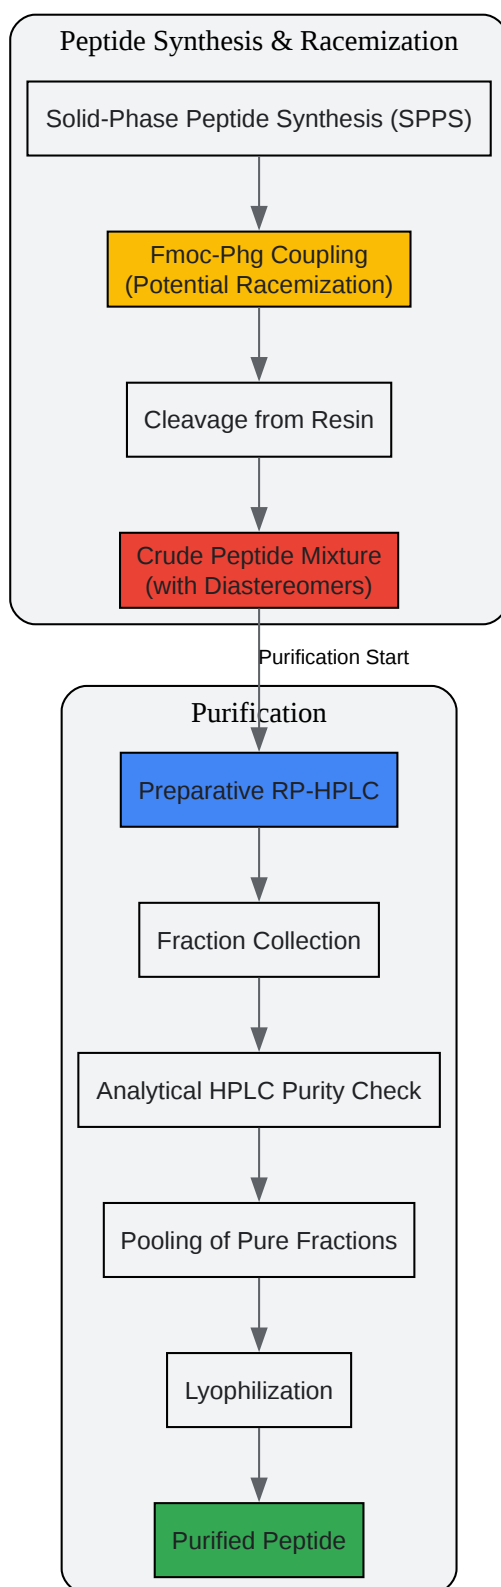 Peptide Synthesis & Racemization
Solid-Phase Peptide Synthesis (SPPS)
Fmoc-Phg Coupling
(Potential Racemization)
Cleavage from Resin
Crude Peptide Mixture
(with Diastereomers)
Purification Start
Purification
Preparative RP-HPLC
Fraction Collection
Analytical HPLC Purity Check
Pooling of Pure Fractions
Lyophilization
Purified Peptide